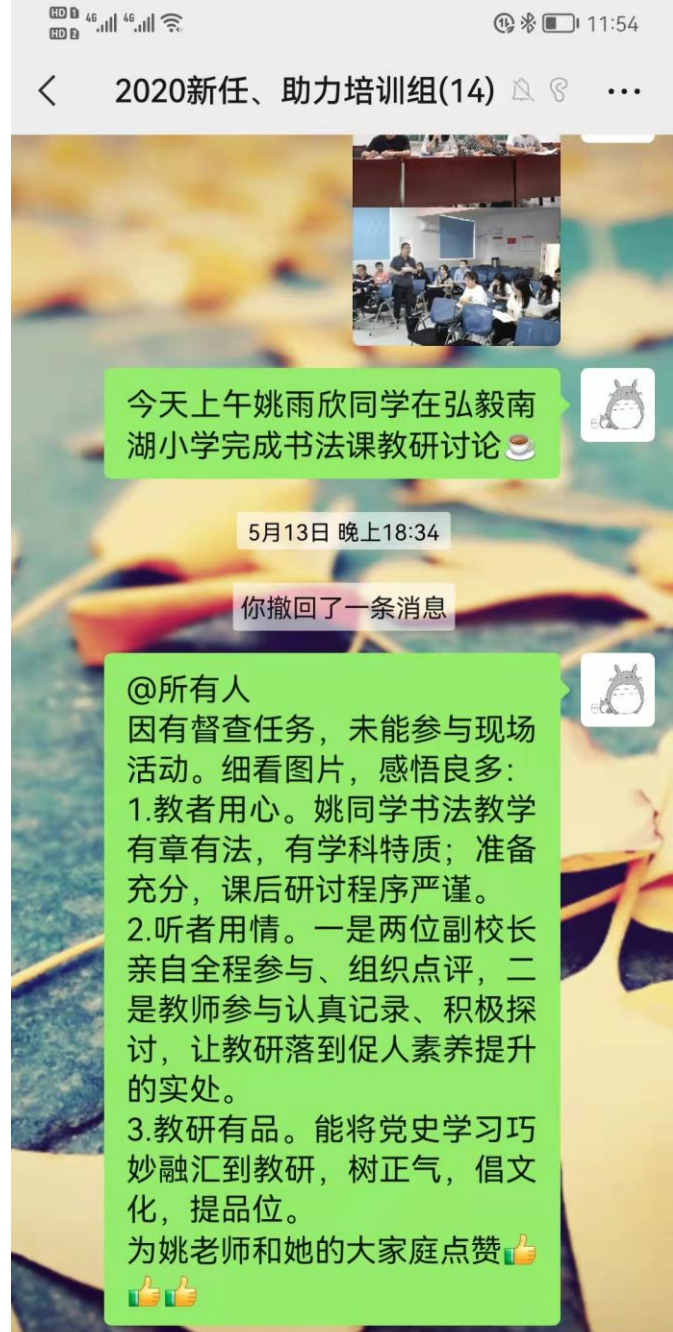 HD 1 4G 4G 11:54
HD 2
2020新任、助力培训组(14)
今天上午姚雨欣同学在弘毅南
湖小学完成书法课教研讨论☕
5月13日 晚上18:34
你撤回了一条消息
@所有人
因有督查任务，未能参与现场
活动。细看图片，感悟良多：
1.教者用心。姚同学书法教学
有章有法，有学科特质；准备
充分，课后研讨程序严谨。
2.听者用情。一是两位副校长
亲自全程参与、组织点评，二
是教师参与认真记录、积极探
讨，让教研落到促人素养提升
的实处。
3.教研有品。能将党史学习巧
妙融汇到教研，树正气，倡文
化，提品位。
为姚老师和她的大家庭点赞👍
👍👍